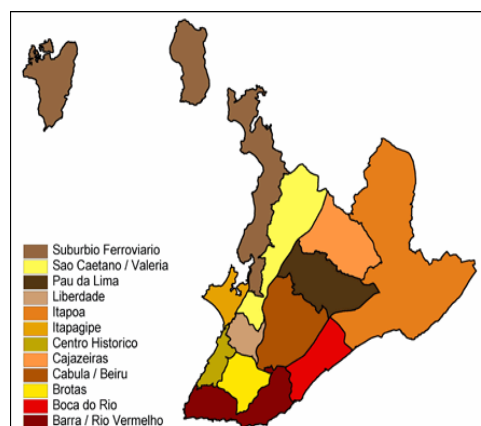 Suburbio Ferroviario
Sao Caetano / Valeria
Pau da Lima
Liberdade
Itapoa
Itapagipe
Centro Historico
Cajazeiras
Cabula / Beiru
Brotas
Boca do Rio
Barra / Rio Vermelho